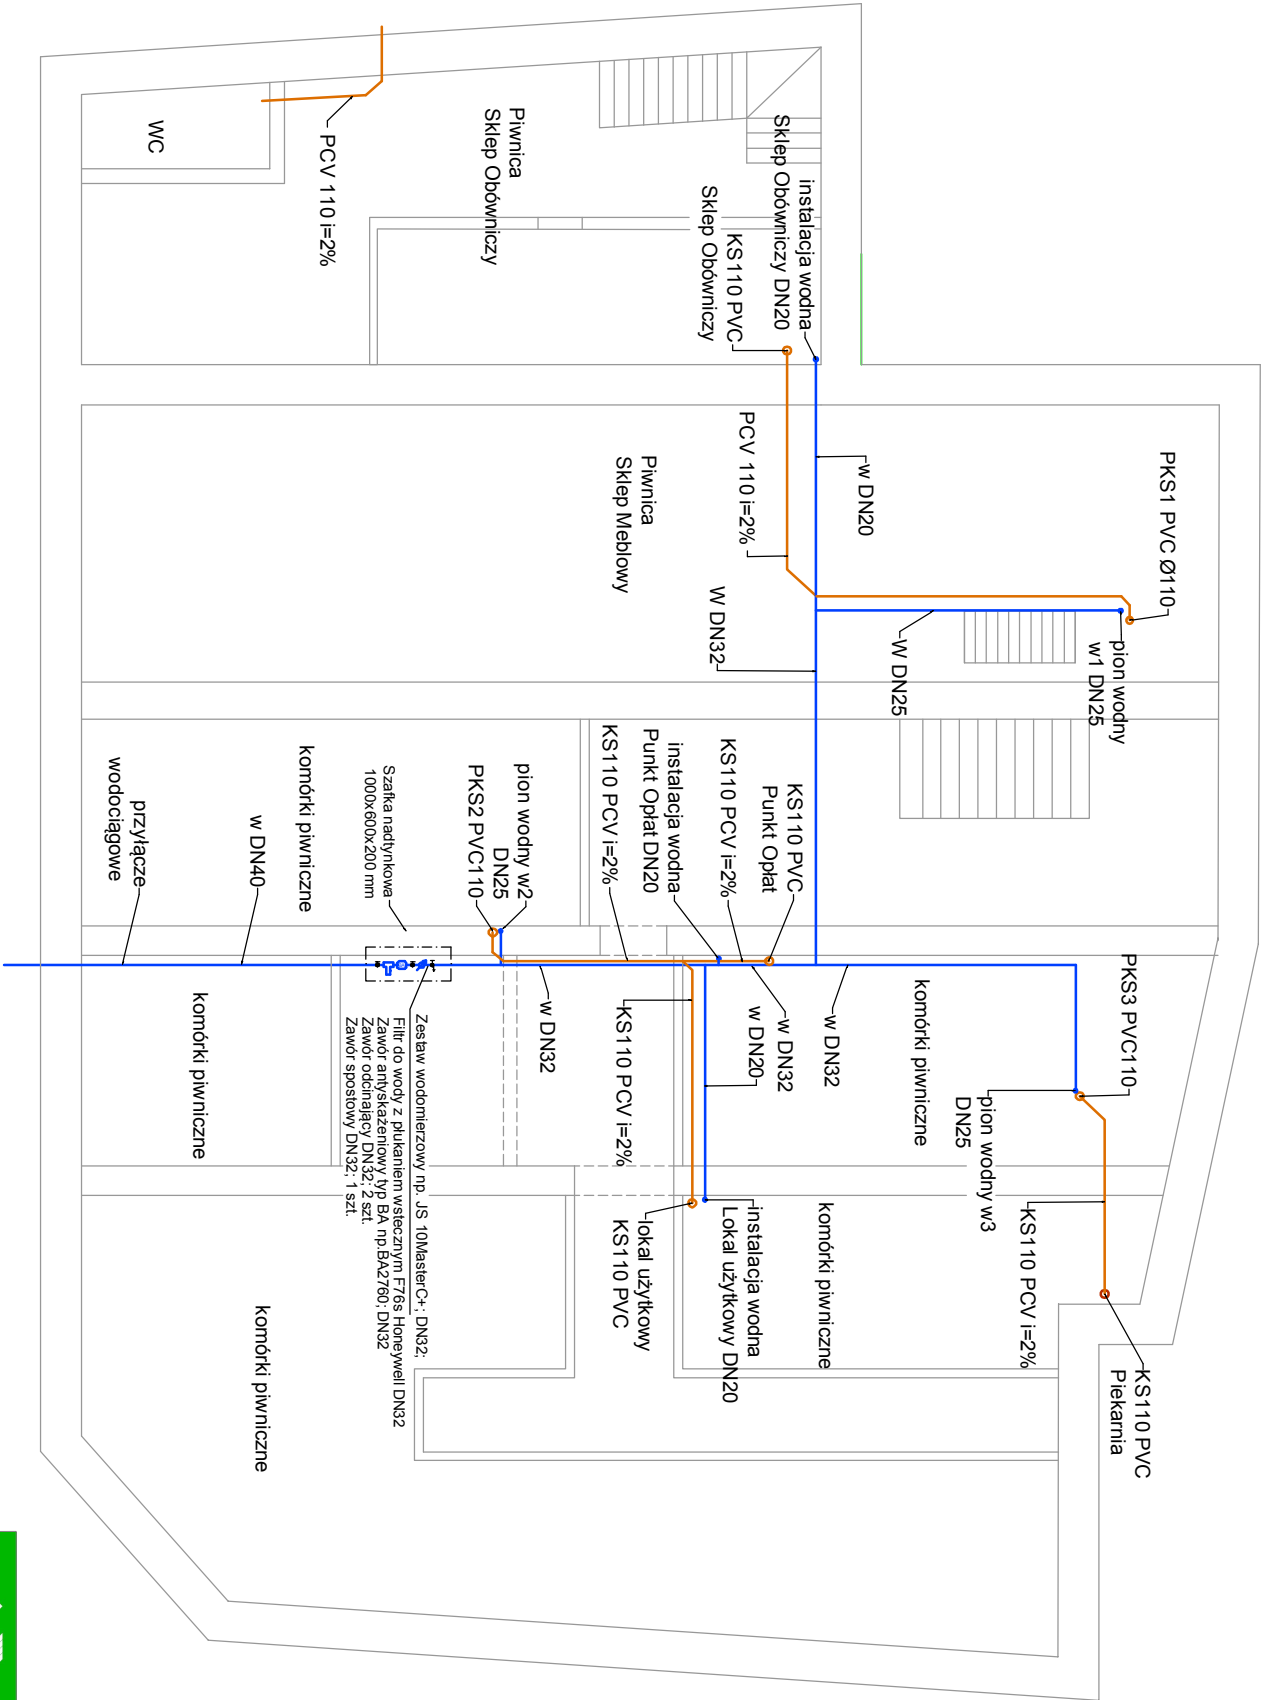 PKS1 PVC Ø110
pion wodny
w1 DN25
W DN25
w DN20
W DN32
instalacja wodna
Sklep Obówniczy DN20
KS110 PVC
Sklep Obówniczy
PCV 110 i=2%
Piwnica
Sklep Meblowy
Piwnica
Sklep Obówniczy
PCV 110 i=2%
WC
PKS3 PVC110
pion wodny w3
DN25
KS110 PCV i=2%
KS110 PVC
Piekarnia
komórki piwniczne
w DN32
w DN32
w DN20
KS110 PVC
Punkt Opłat
KS110 PCV i=2%
instalacja wodna
Punkt Opłat DN20
KS110 PCV i=2%
komórki piwniczne
instalacja wodna
Lokal użytkowy DN20
lokal użytkowy
KS110 PVC
KS110 PCV i=2%
w DN32
pion wodny w2
DN25
PKS2 PVC110
Szafka nadtynkowa
1000x600x200 mm
Zestaw wodomierzowy np. JS 10MasterC+; DN32;
Filtr do wody z płukaniem wstecznym F76s Honeywell DN32
Zawór antyskażeniowy typ BA np.BA2760; DN32
Zawór odcinający DN32; 2 szt.
Zawór spostowy DN32; 1 szt.
komórki piwniczne
w DN40
przyłącze
wodociągowe
komórki piwniczne
komórki piwniczne